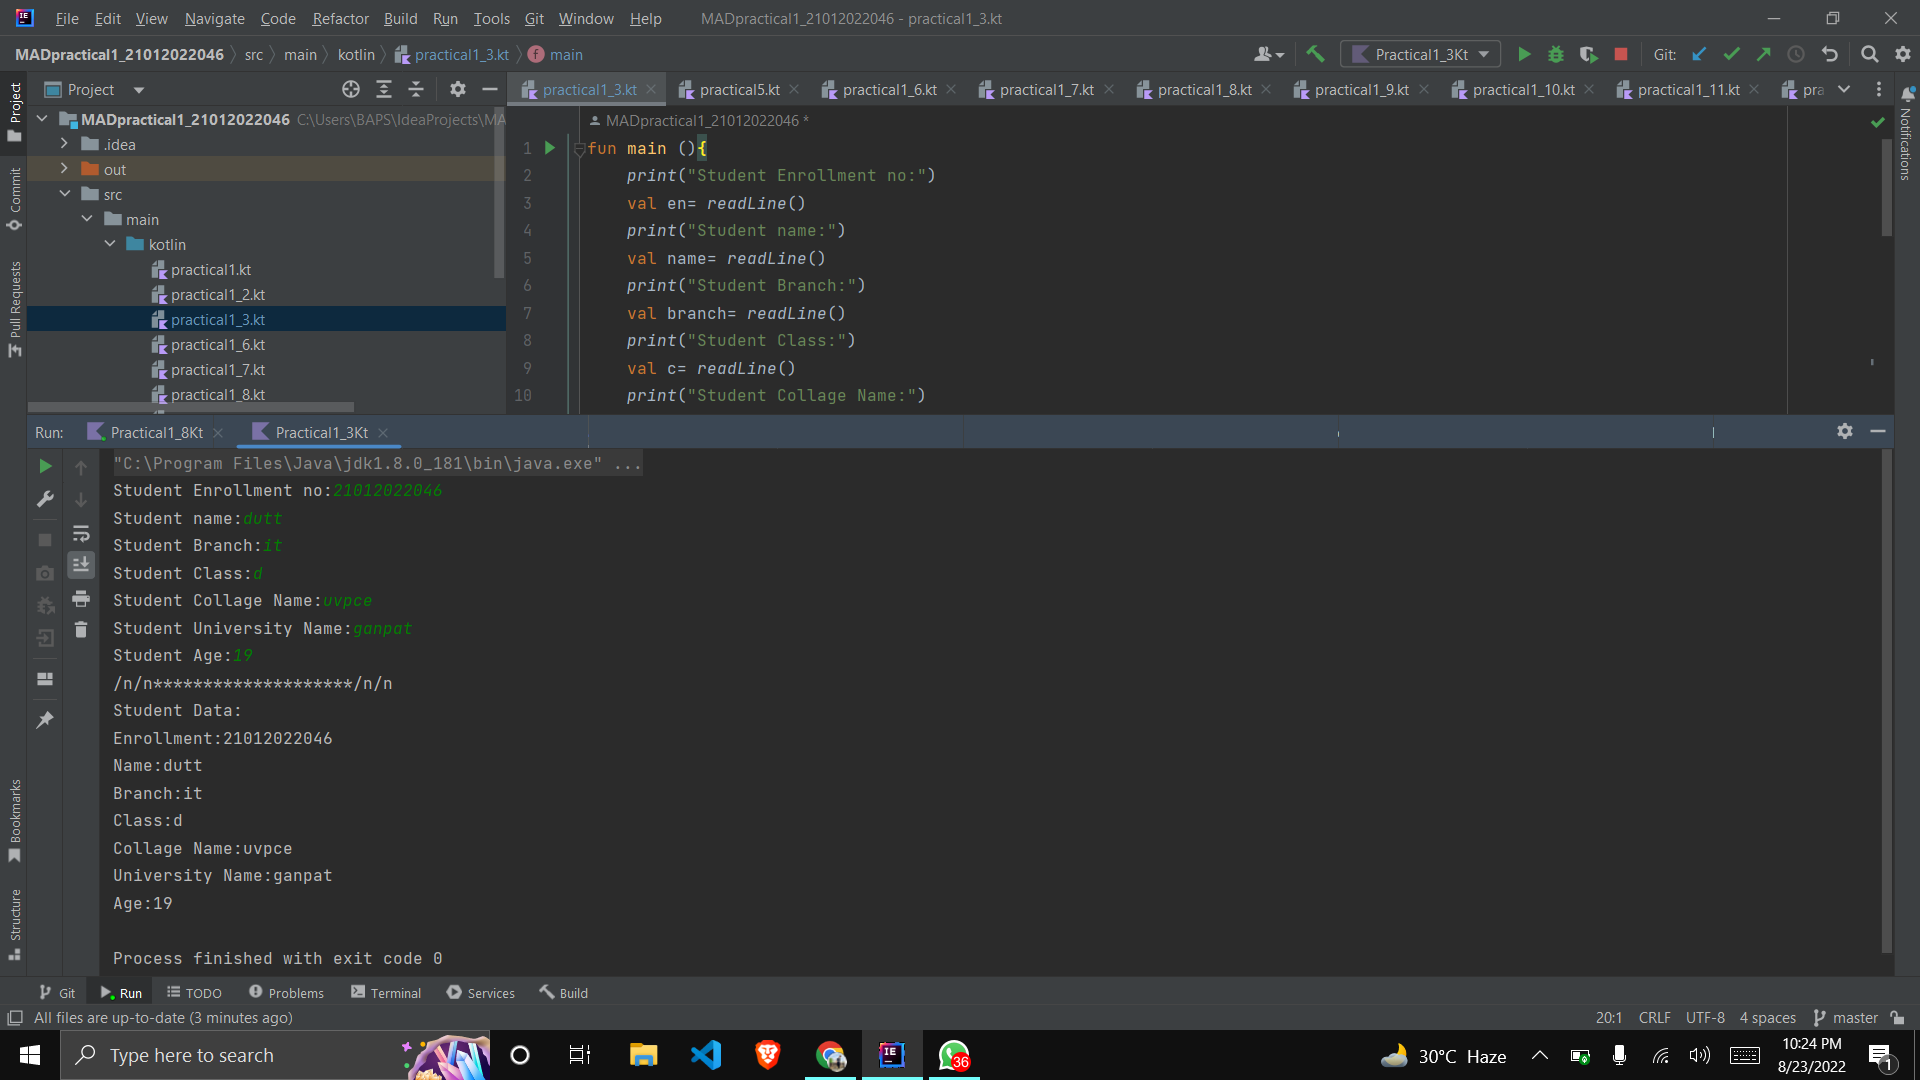 File Edit View Navigate Code Refactor Build Run Tools Git Window Help MADpractical1_21012022046 - practical1_3.kt
MADpractical1_21012022046 src main kotlin practical1_3.kt main Practical1_3Kt Git:
Project practical1_3.kt practical5.kt practical1_6.kt practical1_7.kt practical1_8.kt practical1_9.kt practical1_10.kt practical1_11.kt pra
Project
Commit
Pull Requests
Bookmarks
Structure
Notifications
MADpractical1_21012022046 C:\Users\BAPS\IdeaProjects\MA
.idea
out
src
main
kotlin
practical1.kt
practical1_2.kt
practical1_3.kt
practical1_6.kt
practical1_7.kt
practical1_8.kt
MADpractical1_21012022046 *
1 fun main (){
2 print("Student Enrollment no:")
3 val en= readLine()
4 print("Student name:")
5 val name= readLine()
6 print("Student Branch:")
7 val branch= readLine()
8 print("Student Class:")
9 val c= readLine()
10 print("Student Collage Name:")
Run: Practical1_8Kt Practical1_3Kt
"C:\Program Files\Java\jdk1.8.0_181\bin\java.exe" ...
Student Enrollment no:21012022046
Student name:dutt
Student Branch:it
Student Class:d
Student Collage Name:uvpce
Student University Name:ganpat
Student Age:19
/n/n********************/n/n
Student Data:
Enrollment:21012022046
Name:dutt
Branch:it
Class:d
Collage Name:uvpce
University Name:ganpat
Age:19
Process finished with exit code 0
Git Run TODO Problems Terminal Services Build
All files are up-to-date (3 minutes ago) 20:1 CRLF UTF-8 4 spaces master
Type here to search IE 36 30°C Haze 10:24 PM
8/23/2022 1